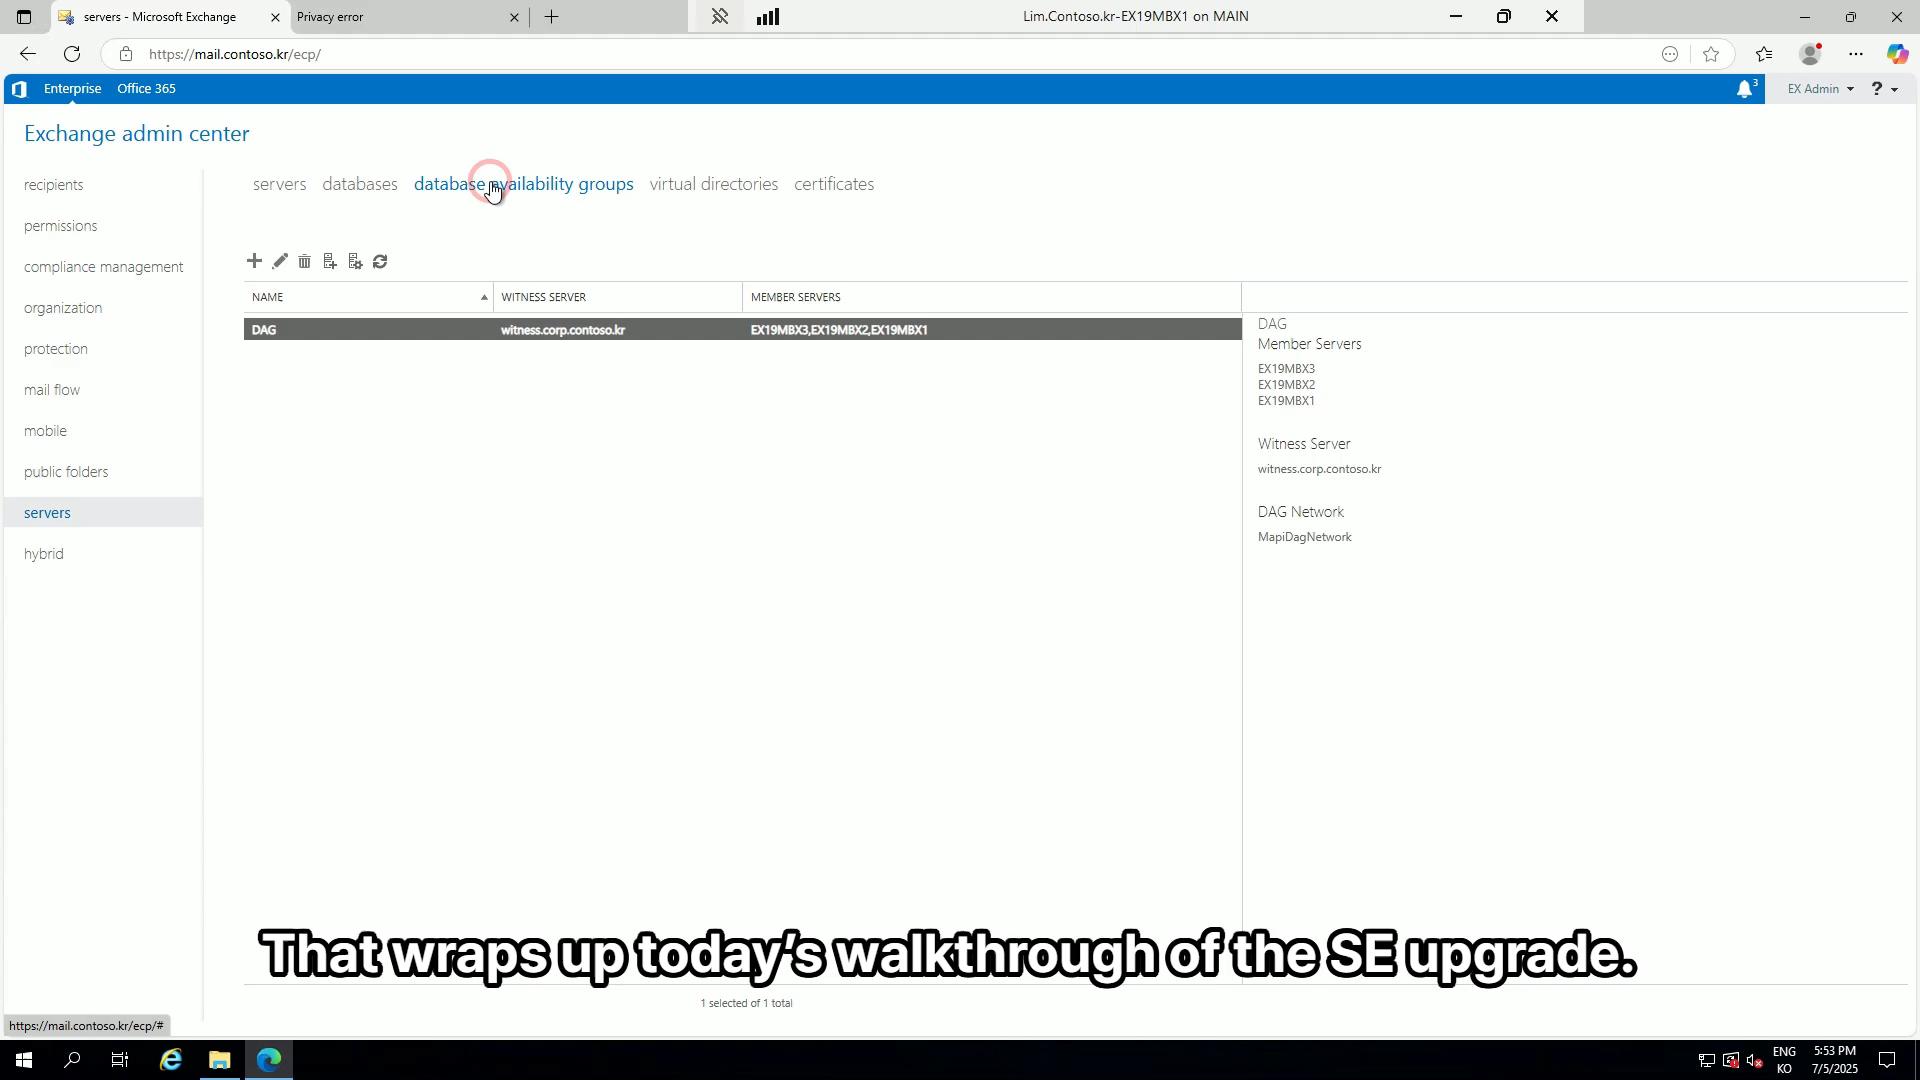 servers - Microsoft Exchange
Privacy error
Lim.Contoso.kr-EX19MBX1 on MAIN
https://mail.contoso.kr/ecp/
Enterprise
Office 365
3
EX Admin
?
Exchange admin center
recipients
permissions
compliance management
organization
protection
mail flow
mobile
public folders
servers
hybrid
servers databases database availability groups virtual directories certificates
NAME WITNESS SERVER MEMBER SERVERS
DAG witness.corp.contoso.kr EX19MBX3,EX19MBX2,EX19MBX1
DAG
Member Servers
EX19MBX3
EX19MBX2
EX19MBX1
Witness Server
witness.corp.contoso.kr
DAG Network
MapiDagNetwork
That wraps up today's walkthrough of the SE upgrade.
1 selected of 1 total
https://mail.contoso.kr/ecp/#
ENG
KO
5:53 PM
7/5/2025